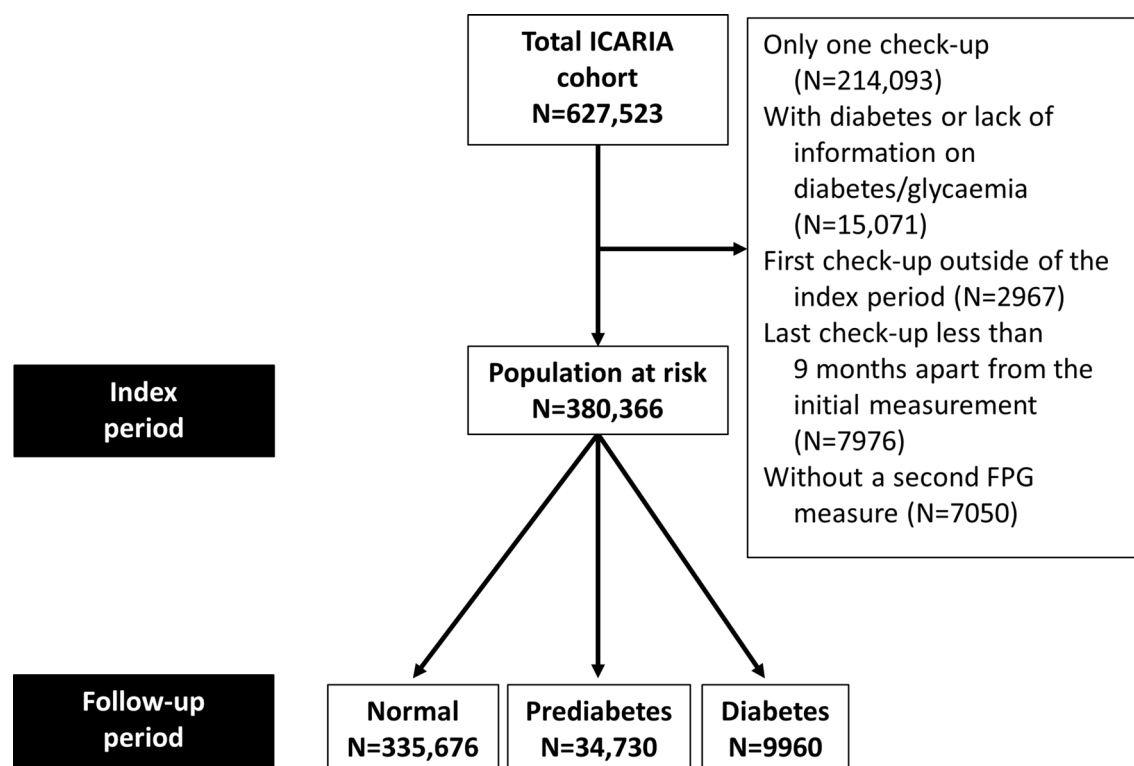 Total ICARIA
cohort
N=627,523
Only one check-up
(N=214,093)
With diabetes or lack of
information on
diabetes/glycaemia
(N=15,071)
First check-up outside of the
index period (N=2967)
Last check-up less than
9 months apart from the
initial measurement
(N=7976)
Without a second FPG
measure (N=7050)
Index
period
Population at risk
N=380,366
Follow-up
period
Normal
N=335,676
Prediabetes
N=34,730
Diabetes
N=9960